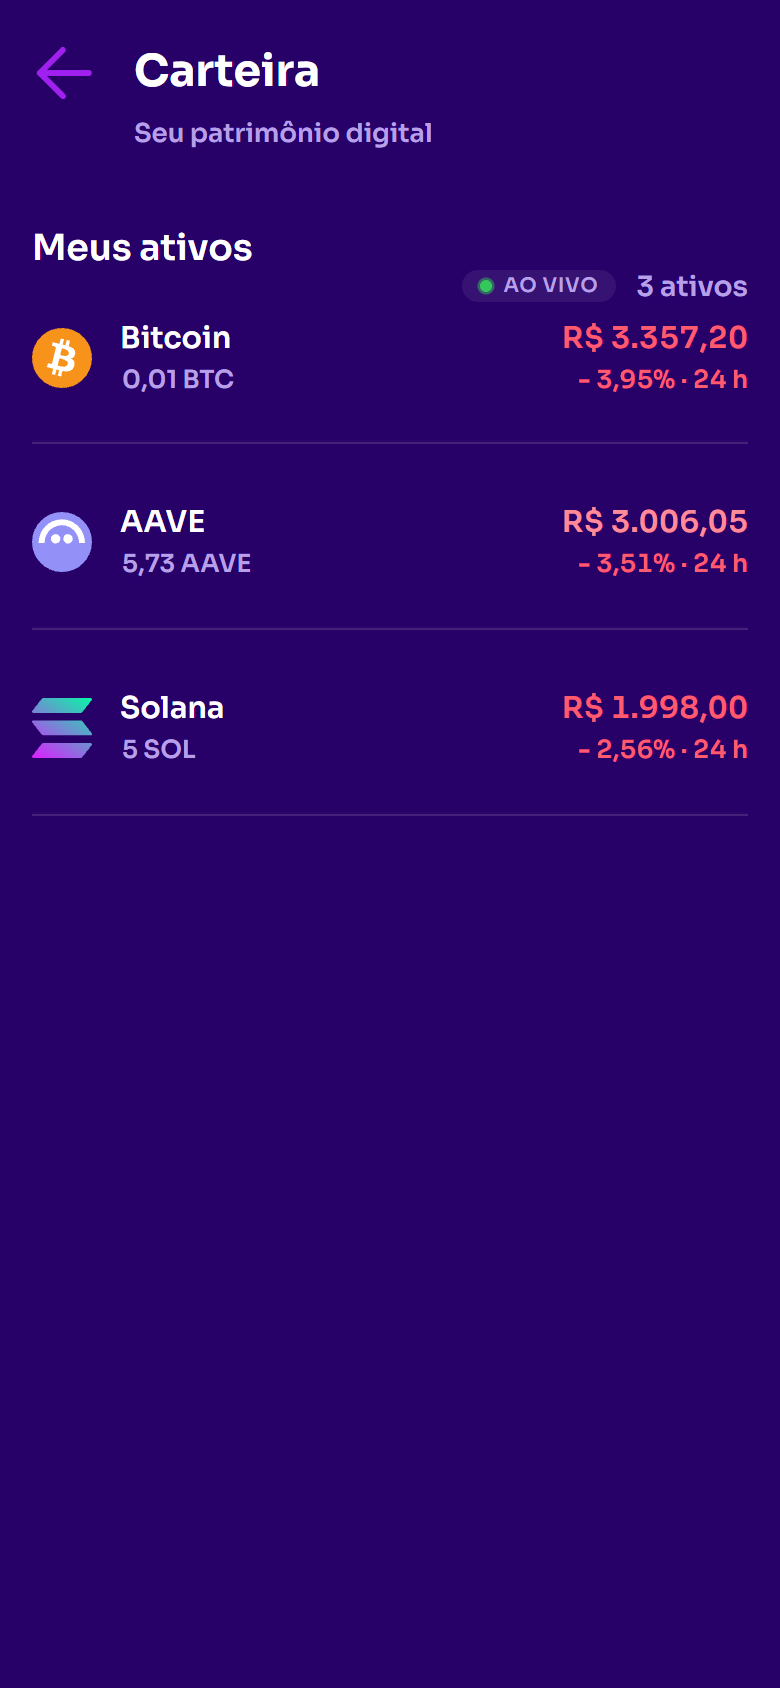 Carteira
Seu patrimônio digital
Meus ativos
AO VIVO 3 ativos
Bitcoin R$ 3.357,20
0,01 BTC - 3,95% · 24 h
AAVE R$ 3.006,05
5,73 AAVE - 3,51% · 24 h
Solana R$ 1.998,00
5 SOL - 2,56% · 24 h